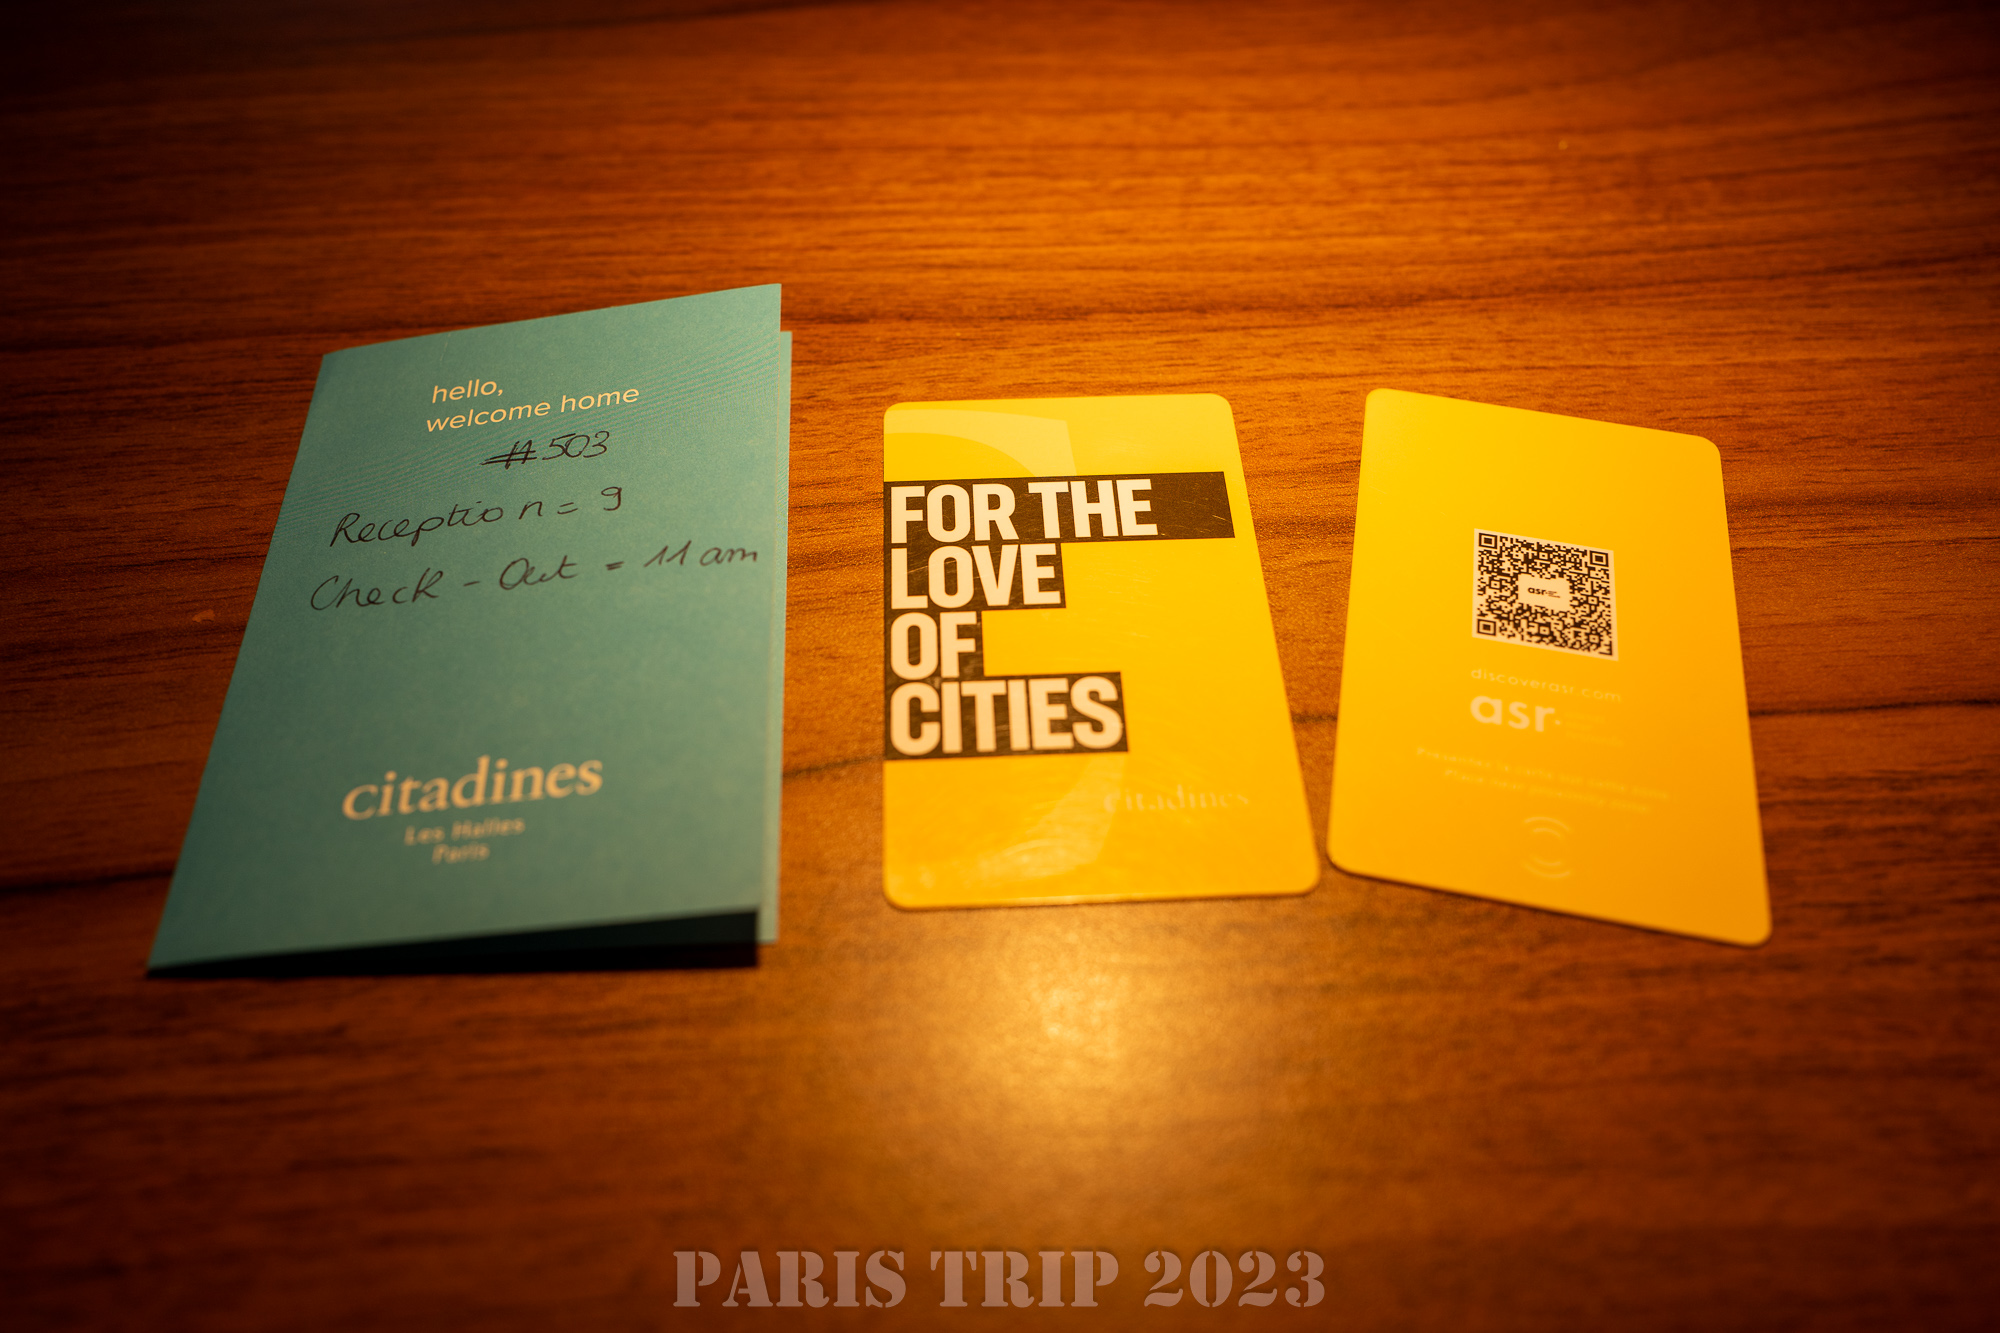 hello,
welcome home
#503
Reception = 9
Check - Out = 11 am
citadines
Les Halles
Paris
FOR THE
LOVE
OF
CITIES
citadines
asr
discoverasr.com
asr
PARIS TRIP 2023